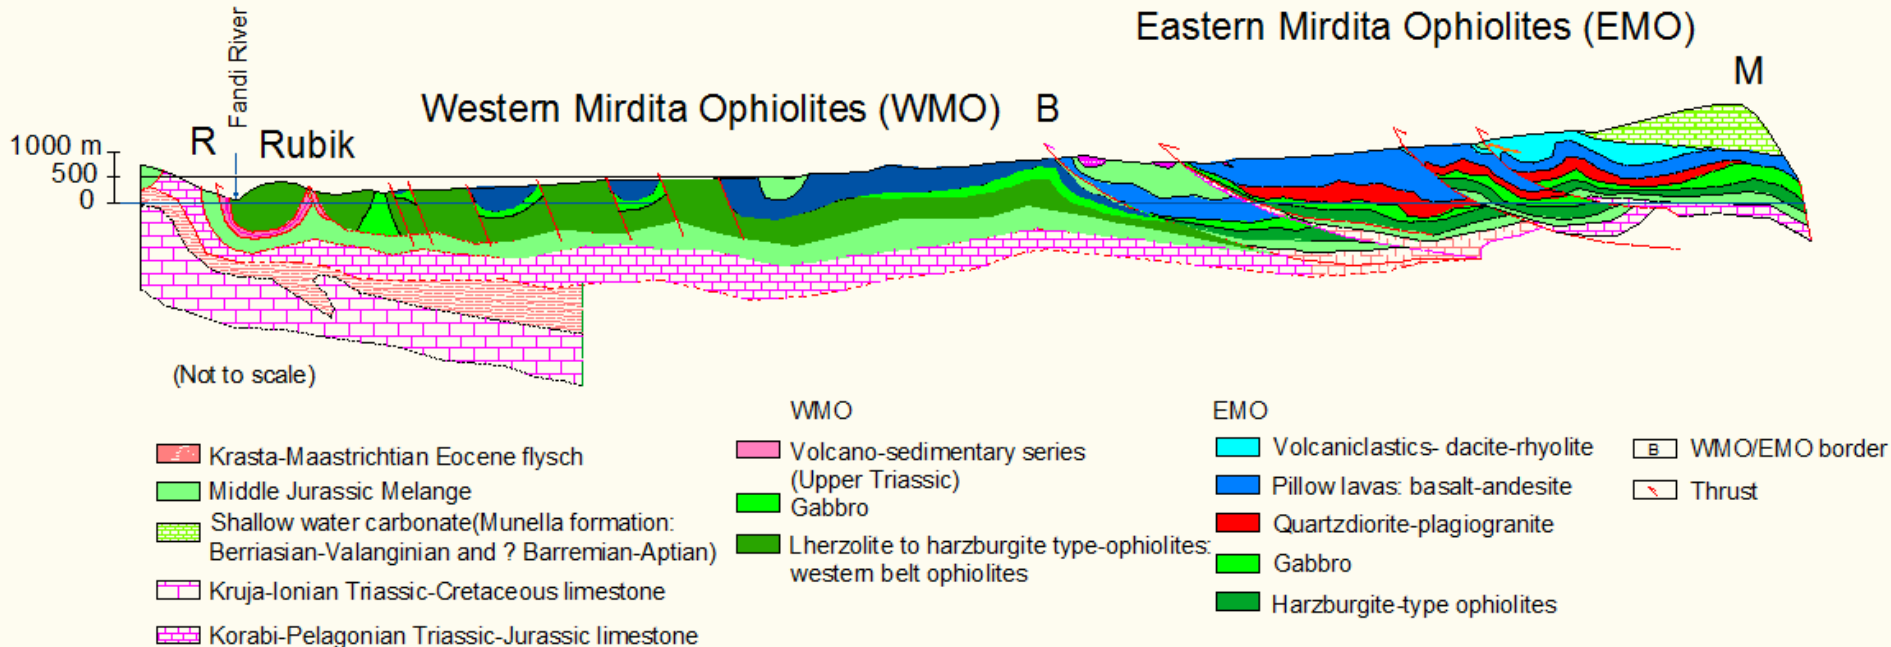 Eastern Mirdita Ophiolites (EMO)
M
Fandi River
Western Mirdita Ophiolites (WMO)
B
R
Rubik
1000 m
500
0
(Not to scale)
Krasta-Maastrichtian Eocene flysch
Middle Jurassic Melange
Shallow water carbonate(Munella formation:
Berriasian-Valanginian and ? Barremian-Aptian)
Kruja-Ionian Triassic-Cretaceous limestone
Korabi-Pelagonian Triassic-Jurassic limestone
WMO
Volcano-sedimentary series
(Upper Triassic)
Gabbro
Lherzolite to harzburgite type-ophiolites:
western belt ophiolites
EMO
Volcaniclastics- dacite-rhyolite
Pillow lavas: basalt-andesite
Quartzdiorite-plagiogranite
Gabbro
Harzburgite-type ophiolites
B WMO/EMO border
Thrust